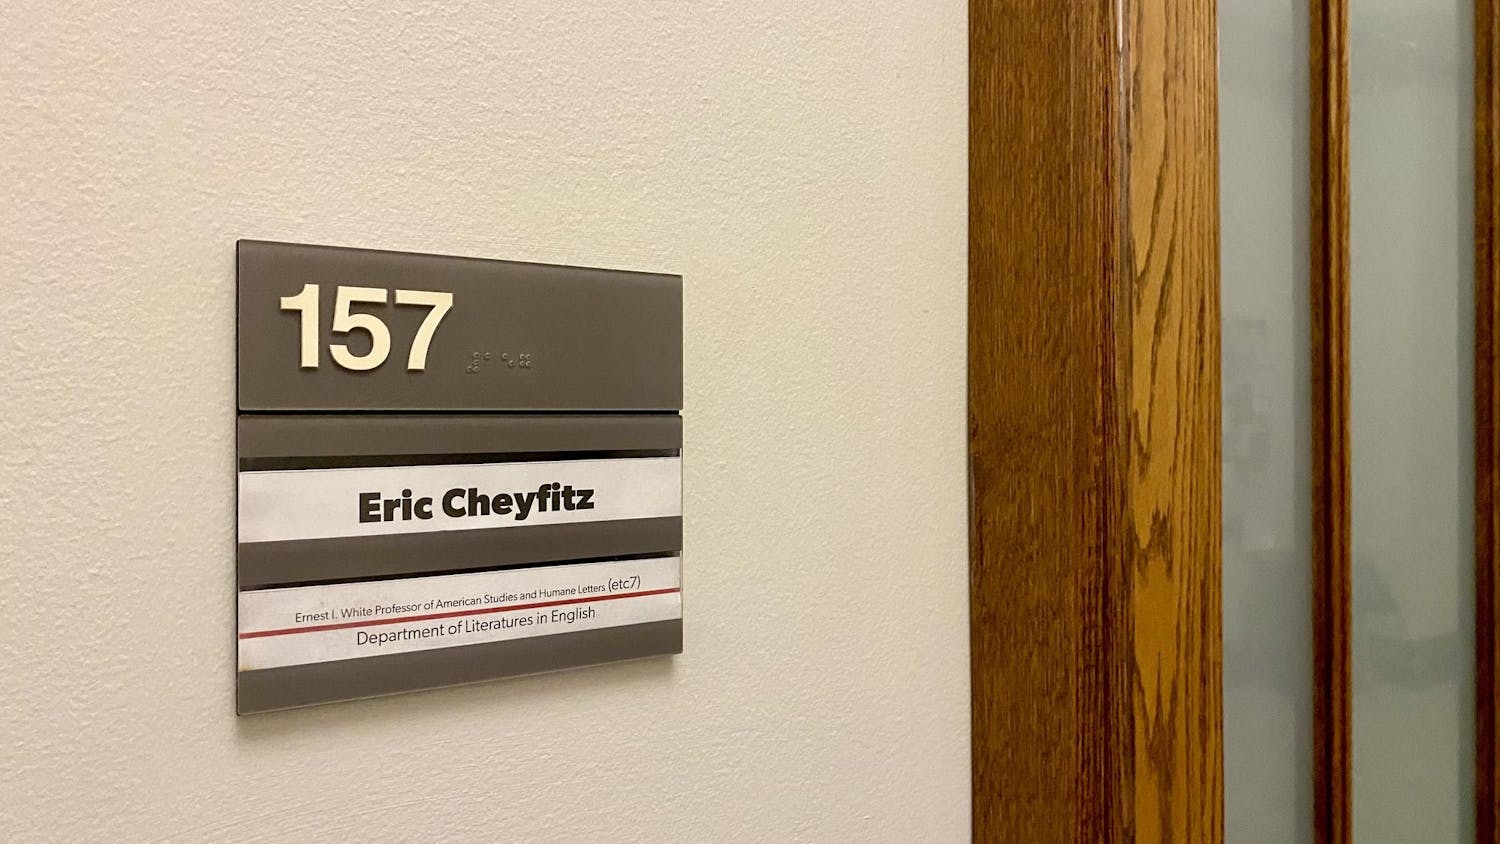 157
Eric Cheyfitz
Ernest I. White Professor of American Studies and Humane Letters (etc7)
Department of Literatures in English